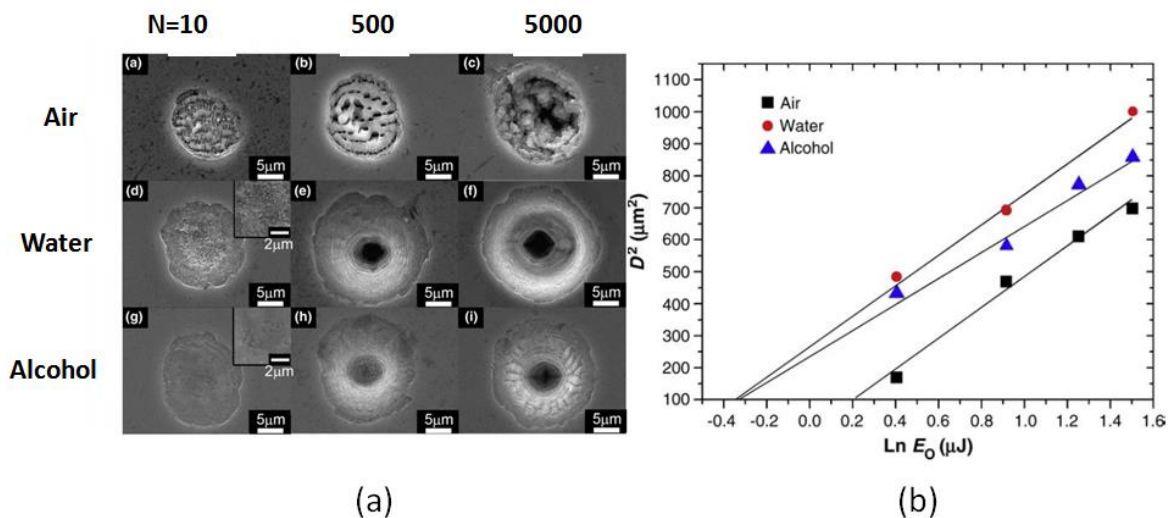 N=10 500 5000
Air
(a) (b) (c)
5μm 5μm 5μm
Water
(d) (e) (f)
2μm
5μm 5μm 5μm
Alcohol
(g) (h) (i)
2μm
5μm 5μm 5μm
(a)
D² (μm²)
1100
1000
900
800
700
600
500
400
300
200
100
Air
Water
Alcohol
-0.4 -0.2 0.0 0.2 0.4 0.6 0.8 1.0 1.2 1.4 1.6
Ln E₀ (μJ)
(b)